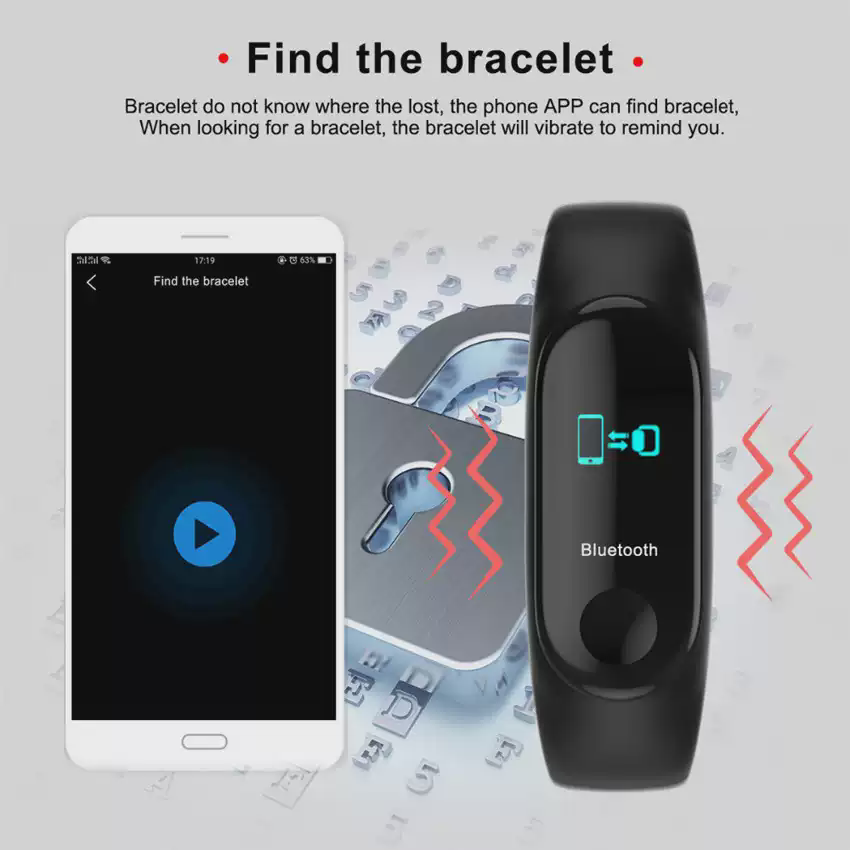 Find the bracelet
Bracelet do not know where the lost, the phone APP can find bracelet,
When looking for a bracelet, the bracelet will vibrate to remind you.
17:19
63%
Find the bracelet
Bluetooth
B
E D
E D
E 5
E